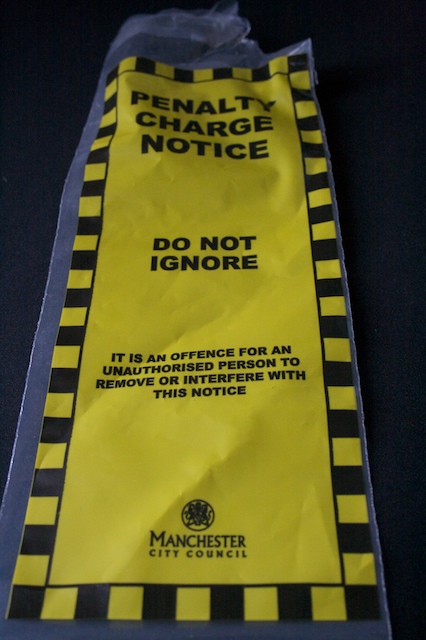 PENALTY
CHARGE
NOTICE
DO NOT
IGNORE
IT IS AN OFFENCE FOR AN
UNAUTHORISED PERSON TO
REMOVE OR INTERFERE WITH
THIS NOTICE
MANCHESTER
CITY COUNCIL